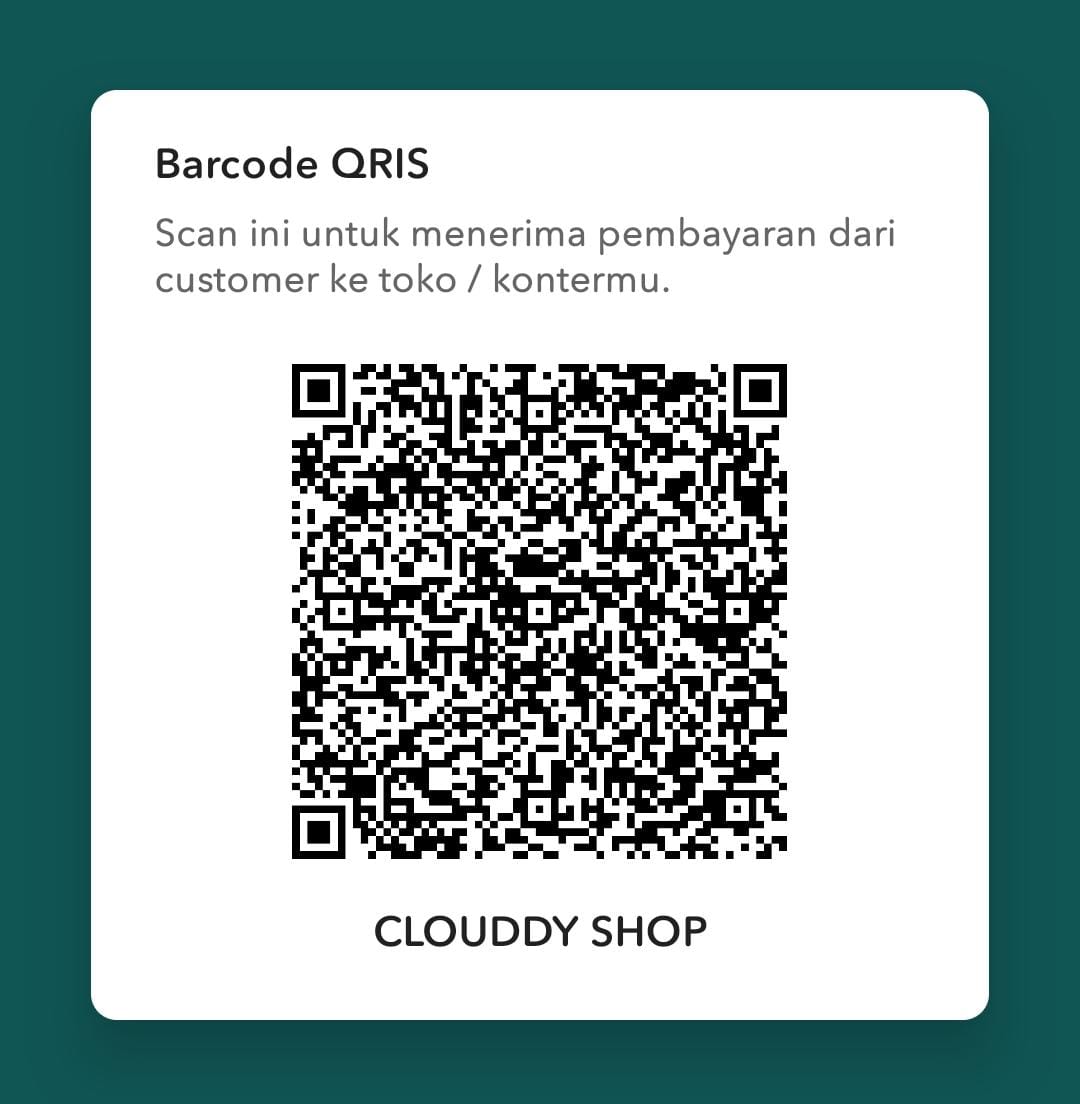 Barcode QRIS
Scan ini untuk menerima pembayaran dari
customer ke toko / kontermu.
CLOUDDY SHOP